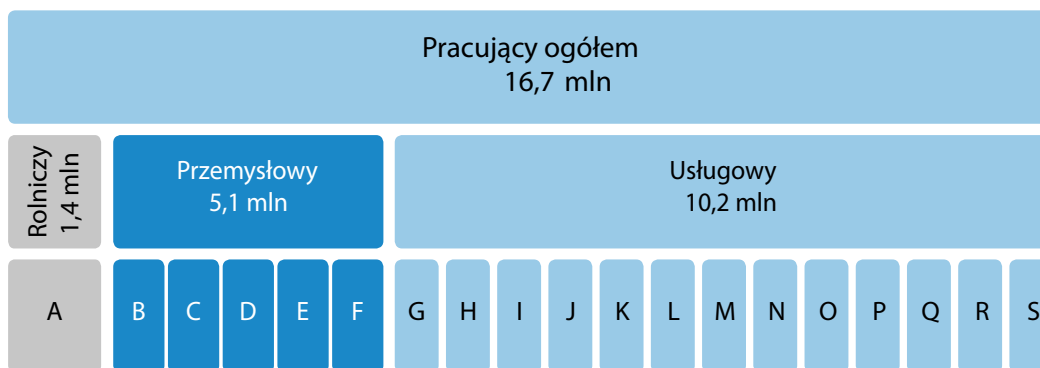 Pracujący ogółem
16,7 mln
Rolniczy
1,4 mln
Przemysłowy
5,1 mln
Usługowy
10,2 mln
A B C D E F G H I J K L M N O P Q R S